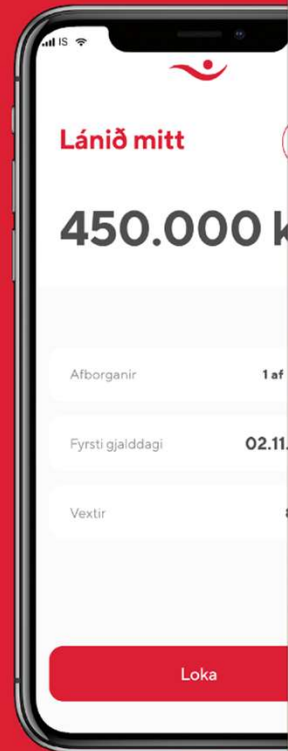 IS
Lánið mitt
450.000 k
Afborganir 1 af
Fyrsti gjalddagi 02.11.
Vextir
Loka